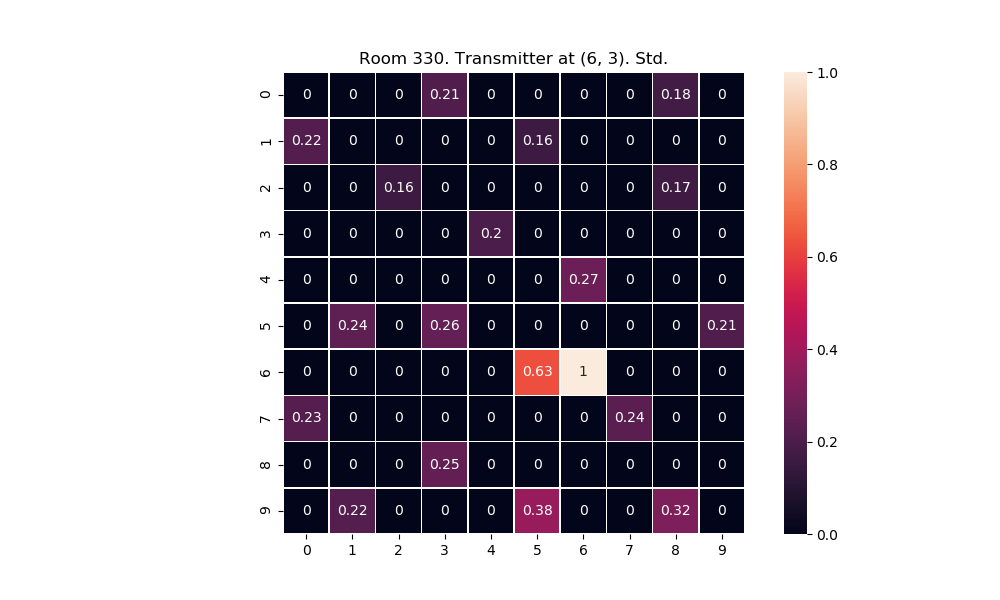 Room 330. Transmitter at (6, 3). Std.
0 0 0 0 0.21 0 0 0 0 0.18 0
1 0.22 0 0 0 0 0.16 0 0 0 0
2 0 0 0.16 0 0 0 0 0 0.17 0
3 0 0 0 0 0.2 0 0 0 0 0
4 0 0 0 0 0 0 0.27 0 0 0
5 0 0.24 0 0.26 0 0 0 0 0 0.21
6 0 0 0 0 0 0.63 1 0 0 0
7 0.23 0 0 0 0 0 0 0.24 0 0
8 0 0 0 0.25 0 0 0 0 0 0
9 0 0.22 0 0 0 0.38 0 0 0.32 0
0 1 2 3 4 5 6 7 8 9
1.0
0.8
0.6
0.4
0.2
0.0